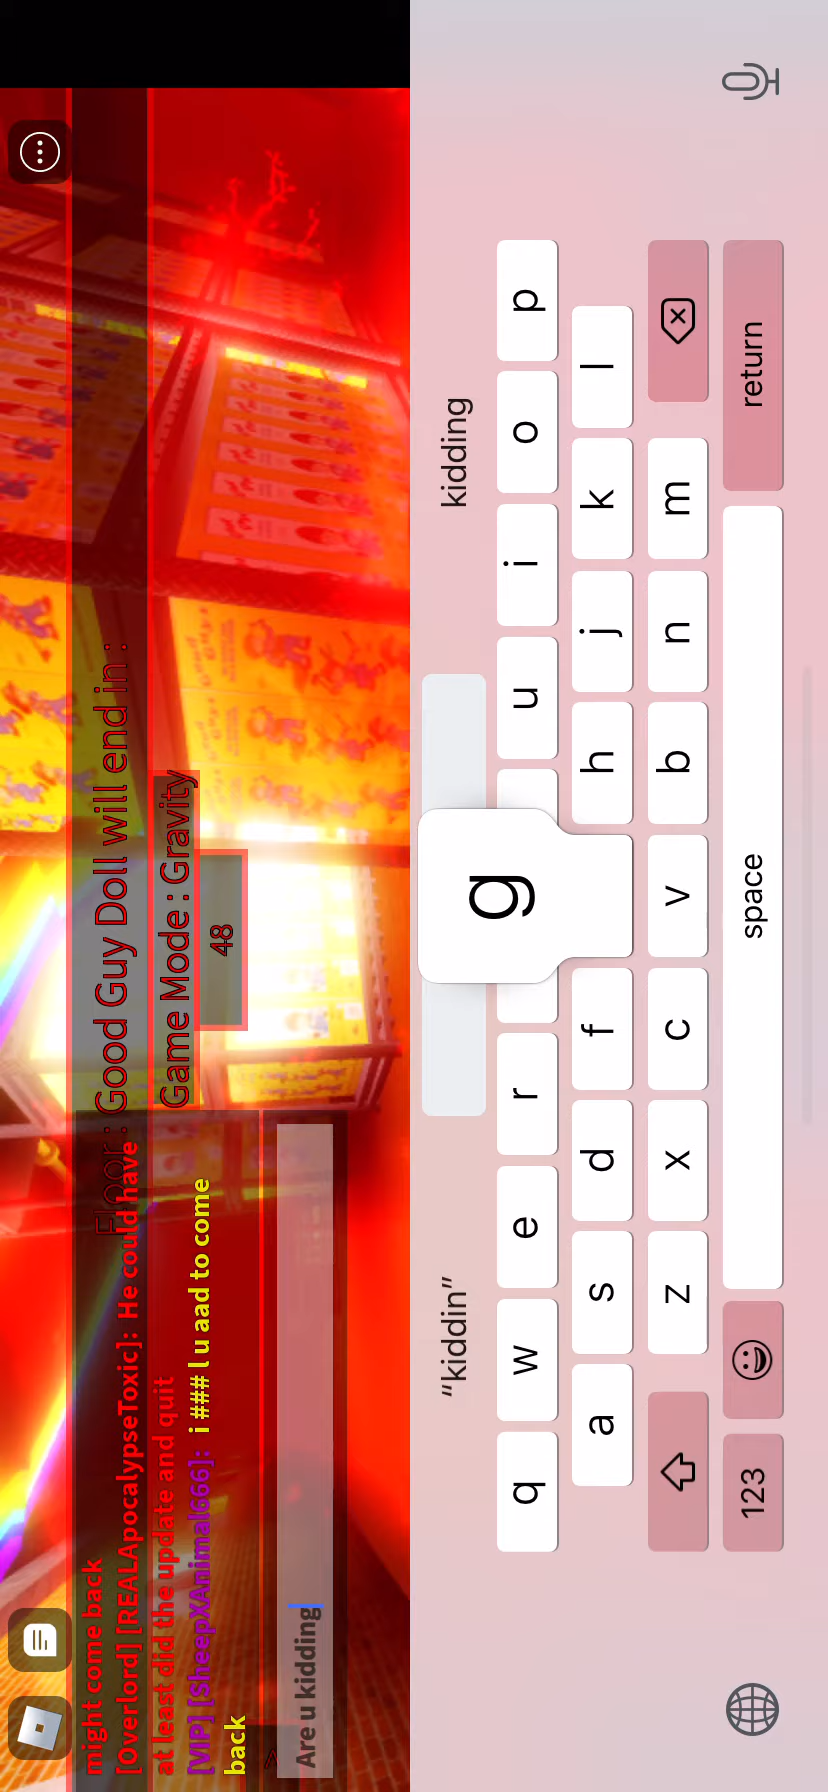 Floor : Good Guy Doll will end in :
Game Mode : Gravity
48
might come back
[Overlord] [REALApocalypseToxic]: He could have
at least did the update and quit
[VIP] [SheepXAnimal666]: i ### l u aad to come
back
Are u kidding
"kiddin"
kidding
q w e r u i o p
a s d f g h j k l
z x c v b n m
123 space return